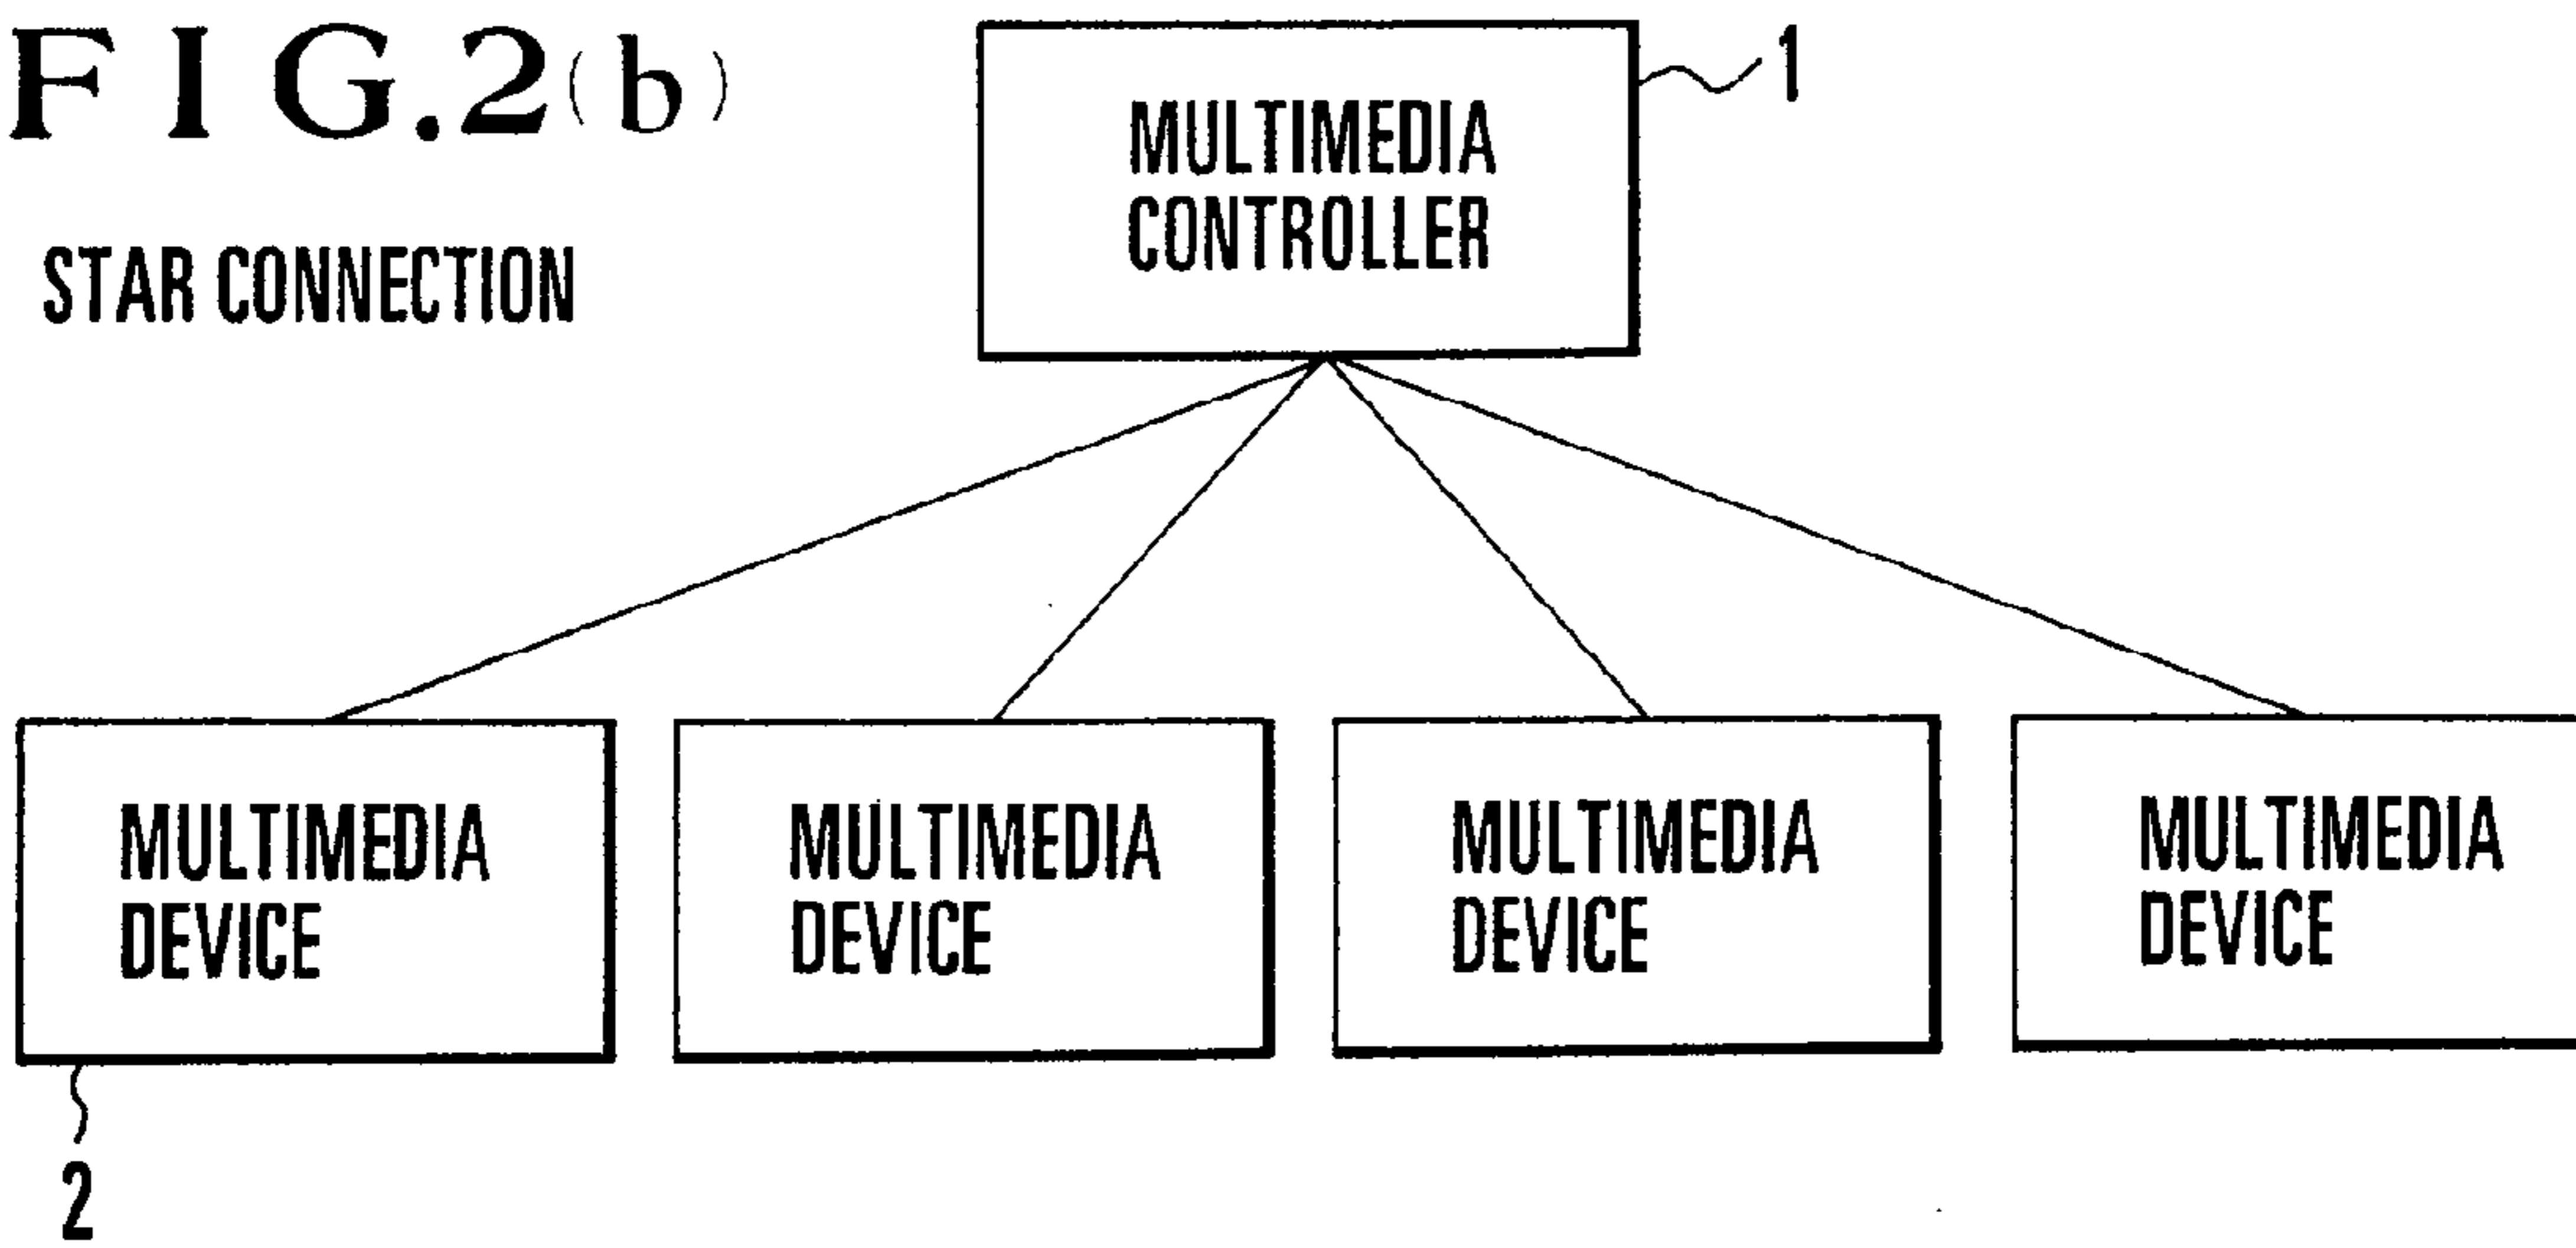 FIG.2(b)
STAR CONNECTION
MULTIMEDIA
CONTROLLER
1
MULTIMEDIA
DEVICE
MULTIMEDIA
DEVICE
MULTIMEDIA
DEVICE
MULTIMEDIA
DEVICE
2